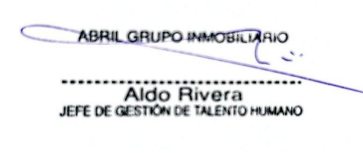 ABRIL GRUPO INMOBILIARIO
Aldo Rivera
JEFE DE GESTIÓN DE TALENTO HUMANO